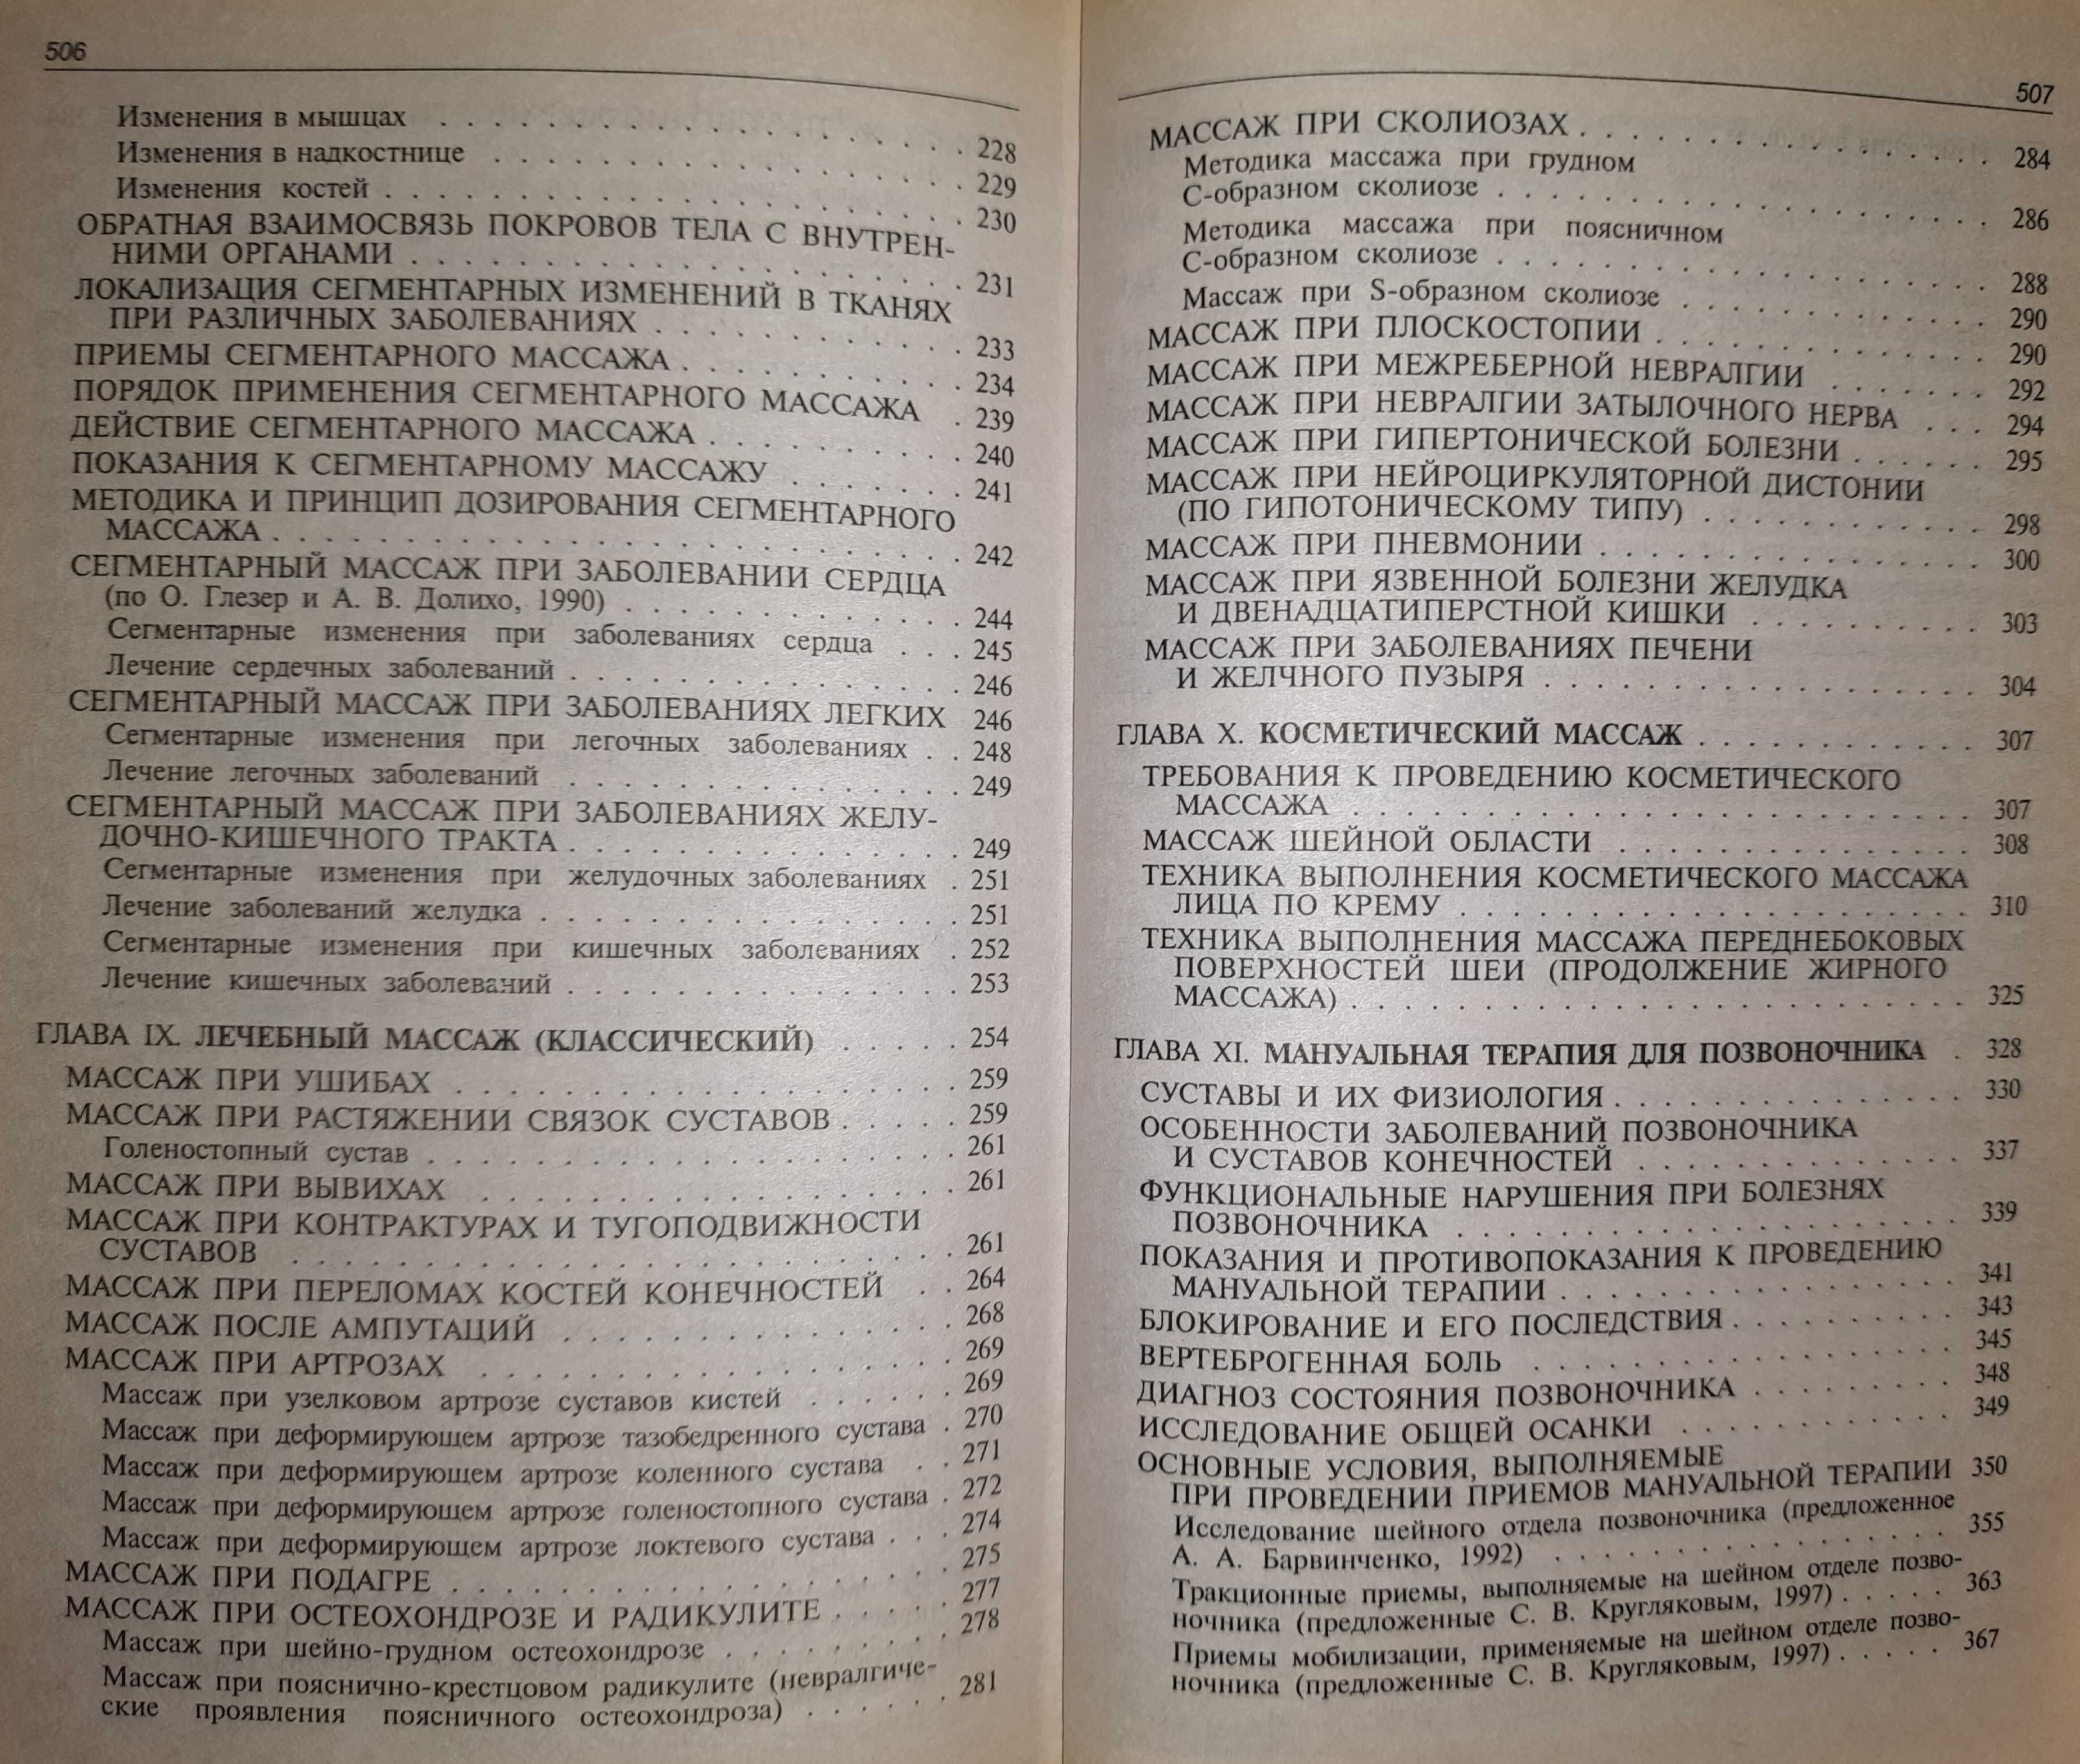 506
Изменения в мышцах . . . . . . . . . . . . . . . . . . . 228
Изменения в надкостнице . . . . . . . . . . . . . . . . . 229
Изменения костей . . . . . . . . . . . . . . . . . . . . . 230
ОБРАТНАЯ ВЗАИМОСВЯЗЬ ПОКРОВОВ ТЕЛА С ВНУТРЕН-
НИМИ ОРГАНАМИ . . . . . . . . . . . . . . . . . . . . 231
ЛОКАЛИЗАЦИЯ СЕГМЕНТАРНЫХ ИЗМЕНЕНИЙ В ТКАНЯХ
ПРИ РАЗЛИЧНЫХ ЗАБОЛЕВАНИЯХ . . . . . . . . . . . 233
ПРИЕМЫ СЕГМЕНТАРНОГО МАССАЖА . . . . . . . . . . 234
ПОРЯДОК ПРИМЕНЕНИЯ СЕГМЕНТАРНОГО МАССАЖА . 239
ДЕЙСТВИЕ СЕГМЕНТАРНОГО МАССАЖА . . . . . . . . . 240
ПОКАЗАНИЯ К СЕГМЕНТАРНОМУ МАССАЖУ . . . . . . 241
МЕТОДИКА И ПРИНЦИП ДОЗИРОВАНИЯ СЕГМЕНТАРНОГО
МАССАЖА . . . . . . . . . . . . . . . . . . . . . . . . . 242
СЕГМЕНТАРНЫЙ МАССАЖ ПРИ ЗАБОЛЕВАНИИ СЕРДЦА
(по О. Глезер и А. В. Долихо, 1990) . . . . . . . . . . . . 244
Сегментарные изменения при заболеваниях сердца . . . 245
Лечение сердечных заболеваний . . . . . . . . . . . . . . 246
СЕГМЕНТАРНЫЙ МАССАЖ ПРИ ЗАБОЛЕВАНИЯХ ЛЕГКИХ 246
Сегментарные изменения при легочных заболеваниях . . 248
Лечение легочных заболеваний . . . . . . . . . . . . . . 249
СЕГМЕНТАРНЫЙ МАССАЖ ПРИ ЗАБОЛЕВАНИЯХ ЖЕЛУ-
ДОЧНО-КИШЕЧНОГО ТРАКТА . . . . . . . . . . . . . . 249
Сегментарные изменения при желудочных заболеваниях . 251
Лечение заболеваний желудка . . . . . . . . . . . . . . . 251
Сегментарные изменения при кишечных заболеваниях . 252
Лечение кишечных заболеваний . . . . . . . . . . . . . . 253
ГЛАВА IX. ЛЕЧЕБНЫЙ МАССАЖ (КЛАССИЧЕСКИЙ) . . . . . 254
МАССАЖ ПРИ УШИБАХ . . . . . . . . . . . . . . . . . . 259
МАССАЖ ПРИ РАСТЯЖЕНИИ СВЯЗОК СУСТАВОВ . . . . . 259
Голеностопный сустав . . . . . . . . . . . . . . . . . . . 261
МАССАЖ ПРИ ВЫВИХАХ . . . . . . . . . . . . . . . . . 261
МАССАЖ ПРИ КОНТРАКТУРАХ И ТУГОПОДВИЖНОСТИ
СУСТАВОВ . . . . . . . . . . . . . . . . . . . . . . . . 261
МАССАЖ ПРИ ПЕРЕЛОМАХ КОСТЕЙ КОНЕЧНОСТЕЙ . . 264
МАССАЖ ПОСЛЕ АМПУТАЦИЙ . . . . . . . . . . . . . . 268
МАССАЖ ПРИ АРТРОЗАХ . . . . . . . . . . . . . . . . . 269
Массаж при узелковом артрозе суставов кистей . . . . . . 269
Массаж при деформирующем артрозе тазобедренного сустава . 270
Массаж при деформирующем артрозе коленного сустава . . 271
Массаж при деформирующем артрозе голеностопного сустава . 272
Массаж при деформирующем артрозе локтевого сустава . . . 274
МАССАЖ ПРИ ПОДАГРЕ . . . . . . . . . . . . . . . . . . 275
МАССАЖ ПРИ ОСТЕОХОНДРОЗЕ И РАДИКУЛИТЕ . . . . . 277
Массаж при шейно-грудном остеохондрозе . . . . . . . . . 278
Массаж при пояснично-крестцовом радикулите (невралгиче-
ские проявления поясничного остеохондроза) . . . . . . 281
507
МАССАЖ ПРИ СКОЛИОЗАХ . . . . . . . . . . . . . . . . 284
Методика массажа при грудном
С-образном сколиозе . . . . . . . . . . . . . . . . . . 286
Методика массажа при поясничном
С-образном сколиозе . . . . . . . . . . . . . . . . . . 288
Массаж при S-образном сколиозе . . . . . . . . . . . . 290
МАССАЖ ПРИ ПЛОСКОСТОПИИ . . . . . . . . . . . . . 290
МАССАЖ ПРИ МЕЖРЕБЕРНОЙ НЕВРАЛГИИ . . . . . . 292
МАССАЖ ПРИ НЕВРАЛГИИ ЗАТЫЛОЧНОГО НЕРВА . . . 294
МАССАЖ ПРИ ГИПЕРТОНИЧЕСКОЙ БОЛЕЗНИ . . . . . . 295
МАССАЖ ПРИ НЕЙРОЦИРКУЛЯТОРНОЙ ДИСТОНИИ
(ПО ГИПОТОНИЧЕСКОМУ ТИПУ) . . . . . . . . . . . 298
МАССАЖ ПРИ ПНЕВМОНИИ . . . . . . . . . . . . . . . 300
МАССАЖ ПРИ ЯЗВЕННОЙ БОЛЕЗНИ ЖЕЛУДКА
И ДВЕНАДЦАТИПЕРСТНОЙ КИШКИ . . . . . . . . . . 303
МАССАЖ ПРИ ЗАБОЛЕВАНИЯХ ПЕЧЕНИ
И ЖЕЛЧНОГО ПУЗЫРЯ . . . . . . . . . . . . . . . . . 304
ГЛАВА X. КОСМЕТИЧЕСКИЙ МАССАЖ . . . . . . . . . . . 307
ТРЕБОВАНИЯ К ПРОВЕДЕНИЮ КОСМЕТИЧЕСКОГО
МАССАЖА . . . . . . . . . . . . . . . . . . . . . . . . 307
МАССАЖ ШЕЙНОЙ ОБЛАСТИ . . . . . . . . . . . . . . 308
ТЕХНИКА ВЫПОЛНЕНИЯ КОСМЕТИЧЕСКОГО МАССАЖА
ЛИЦА ПО КРЕМУ . . . . . . . . . . . . . . . . . . . 310
ТЕХНИКА ВЫПОЛНЕНИЯ МАССАЖА ПЕРЕДНЕБОКОВЫХ
ПОВЕРХНОСТЕЙ ШЕИ (ПРОДОЛЖЕНИЕ ЖИРНОГО
МАССАЖА) . . . . . . . . . . . . . . . . . . . . . . . 325
ГЛАВА XI. МАНУАЛЬНАЯ ТЕРАПИЯ ДЛЯ ПОЗВОНОЧНИКА . 328
СУСТАВЫ И ИХ ФИЗИОЛОГИЯ . . . . . . . . . . . . . . 330
ОСОБЕННОСТИ ЗАБОЛЕВАНИЙ ПОЗВОНОЧНИКА
И СУСТАВОВ КОНЕЧНОСТЕЙ . . . . . . . . . . . . . 337
ФУНКЦИОНАЛЬНЫЕ НАРУШЕНИЯ ПРИ БОЛЕЗНЯХ
ПОЗВОНОЧНИКА . . . . . . . . . . . . . . . . . . . . 339
ПОКАЗАНИЯ И ПРОТИВОПОКАЗАНИЯ К ПРОВЕДЕНИЮ
МАНУАЛЬНОЙ ТЕРАПИИ . . . . . . . . . . . . . . . 341
БЛОКИРОВАНИЕ И ЕГО ПОСЛЕДСТВИЯ . . . . . . . . . 343
ВЕРТЕБРОГЕННАЯ БОЛЬ . . . . . . . . . . . . . . . . . 345
ДИАГНОЗ СОСТОЯНИЯ ПОЗВОНОЧНИКА . . . . . . . . 348
ИССЛЕДОВАНИЕ ОБЩЕЙ ОСАНКИ . . . . . . . . . . . 349
ОСНОВНЫЕ УСЛОВИЯ, ВЫПОЛНЯЕМЫЕ
ПРИ ПРОВЕДЕНИИ ПРИЕМОВ МАНУАЛЬНОЙ ТЕРАПИИ 350
Исследование шейного отдела позвоночника (предложенное
А. А. Барвинченко, 1992) . . . . . . . . . . . . . . . . 355
Тракционные приемы, выполняемые на шейном отделе позво-
ночника (предложенные С. В. Кругляковым, 1997) . . . . . 363
Приемы мобилизации, применяемые на шейном отделе позво-
ночника (предложенные С. В. Кругляковым, 1997) . . . . . 367